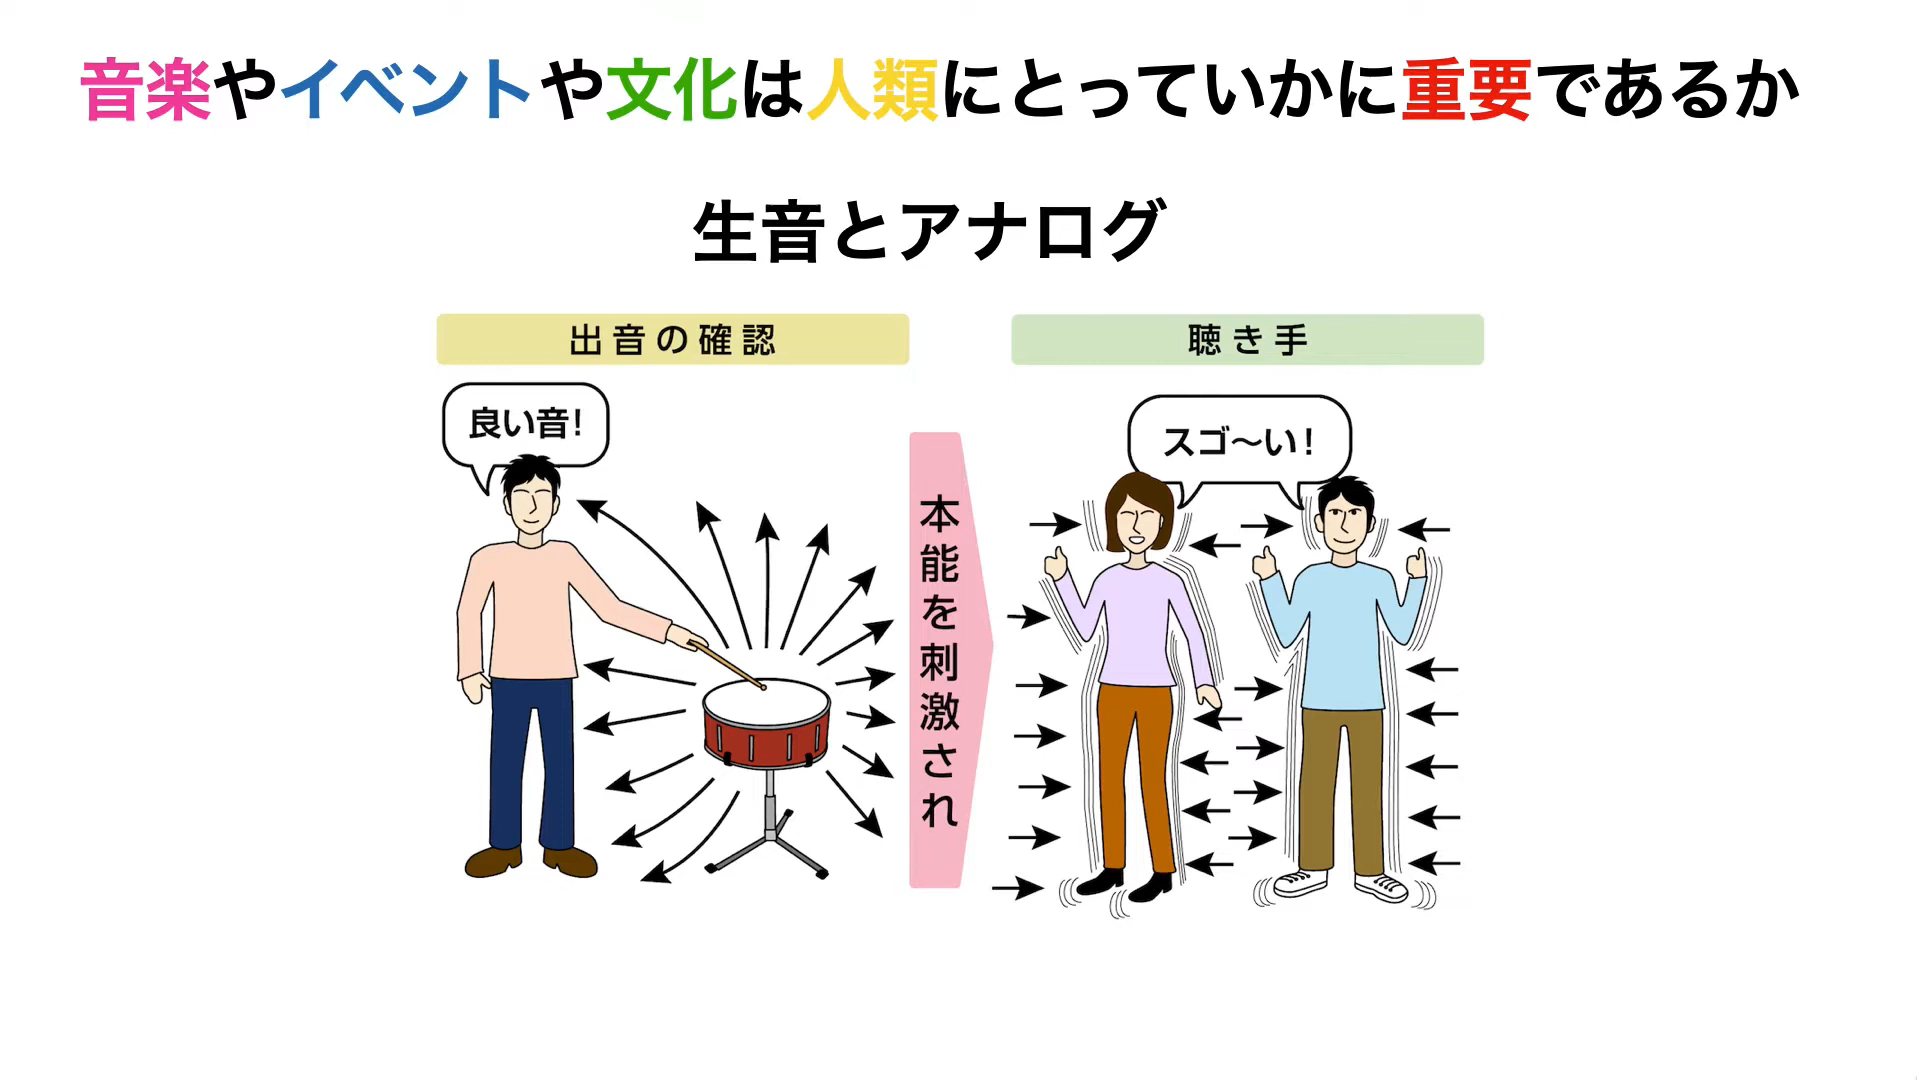 音楽やイベントや文化は人類にとっていかに重要であるか
生音とアナログ
出音の確認
聴き手
良い音!
スゴ〜い!
本能を刺激され